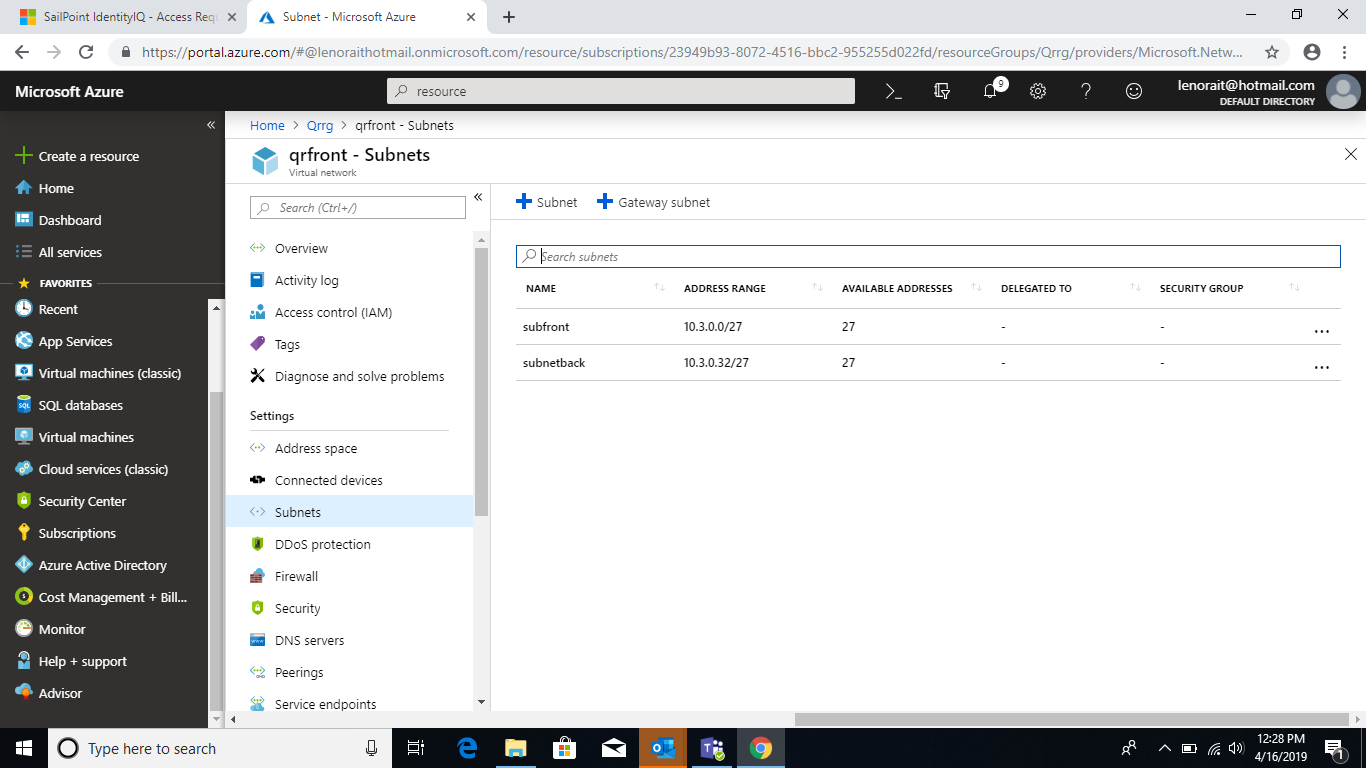 SailPoint IdentityIQ - Access Requ
Subnet - Microsoft Azure
https://portal.azure.com/#@lenoraithotmail.onmicrosoft.com/resource/subscriptions/23949b93-8072-4516-bbc2-955255d022fd/resourceGroups/Qrrg/providers/Microsoft.Netw...
Microsoft Azure
resource
9
lenorait@hotmail.com
DEFAULT DIRECTORY
Create a resource
Home
Dashboard
All services
FAVORITES
Recent
App Services
Virtual machines (classic)
SQL databases
Virtual machines
Cloud services (classic)
Security Center
Subscriptions
Azure Active Directory
Cost Management + Bill...
Monitor
Help + support
Advisor
Home > Qrrg > qrfront - Subnets
qrfront - Subnets
Virtual network
Search (Ctrl+/)
Overview
Activity log
Access control (IAM)
Tags
Diagnose and solve problems
Settings
Address space
Connected devices
Subnets
DDoS protection
Firewall
Security
DNS servers
Peerings
Service endpoints
+ Subnet + Gateway subnet
Search subnets
NAME ADDRESS RANGE AVAILABLE ADDRESSES DELEGATED TO SECURITY GROUP
subfront 10.3.0.0/27 27 - - ...
subnetback 10.3.0.32/27 27 - - ...
Type here to search
12:28 PM
4/16/2019
1